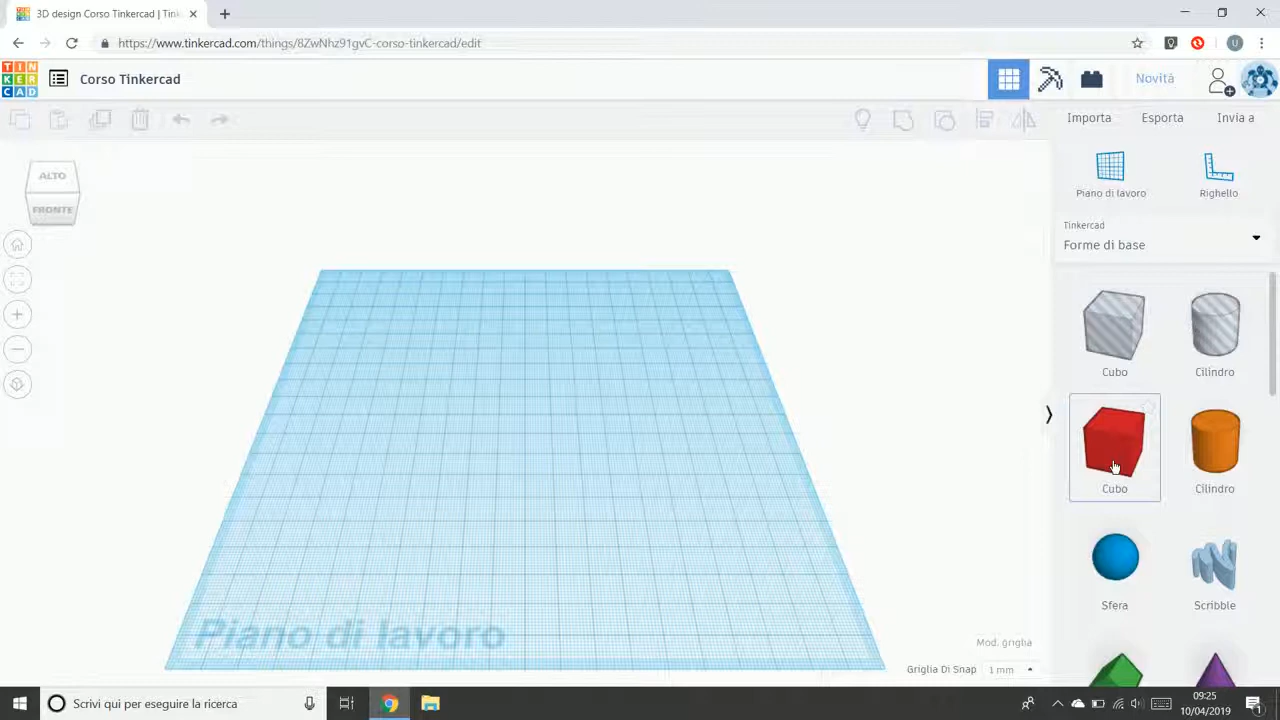 3D design Corso Tinkercad | Tink
https://www.tinkercad.com/things/8ZwNhz91gvC-corso-tinkercad/edit
U
TIN
KER
CAD
Corso Tinkercad
Novità
Importa
Esporta
Invia a
ALTO
FRONTE
Piano di lavoro
Righello
Tinkercad
Forme di base
Cubo
Cilindro
Cubo
Cilindro
Sfera
Scribble
Piano di lavoro
Mod. griglia
Griglia Di Snap
1 mm
Scrivi qui per eseguire la ricerca
09:25
10/04/2019
1